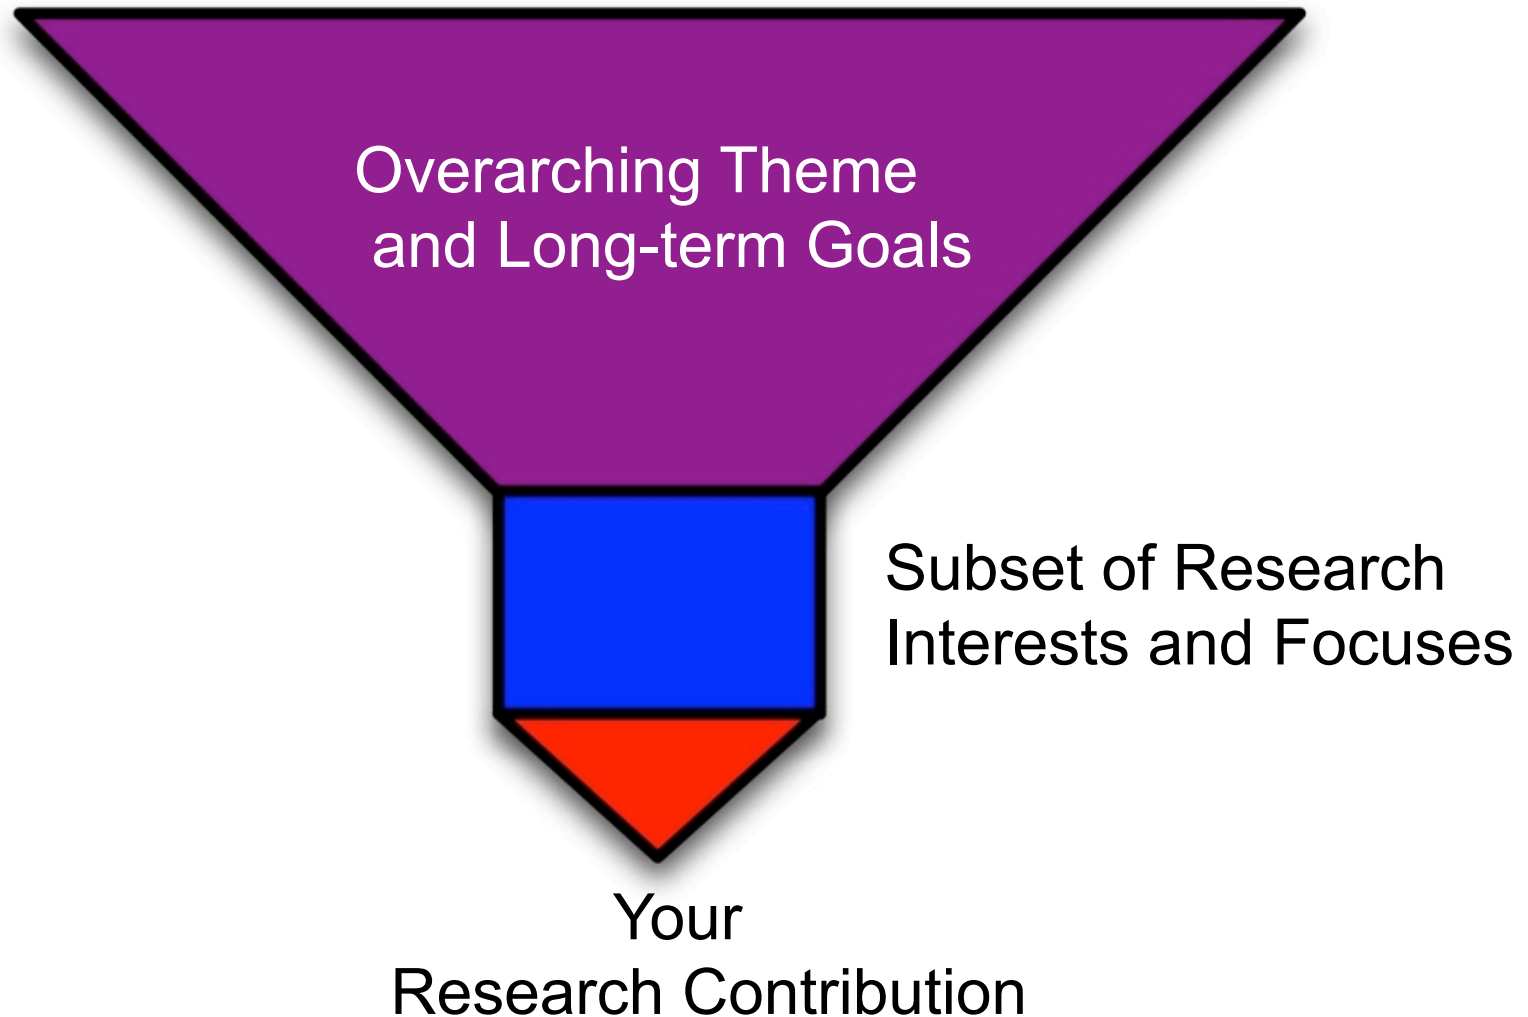 Overarching Theme
and Long-term Goals
Subset of Research
Interests and Focuses
Your
Research Contribution